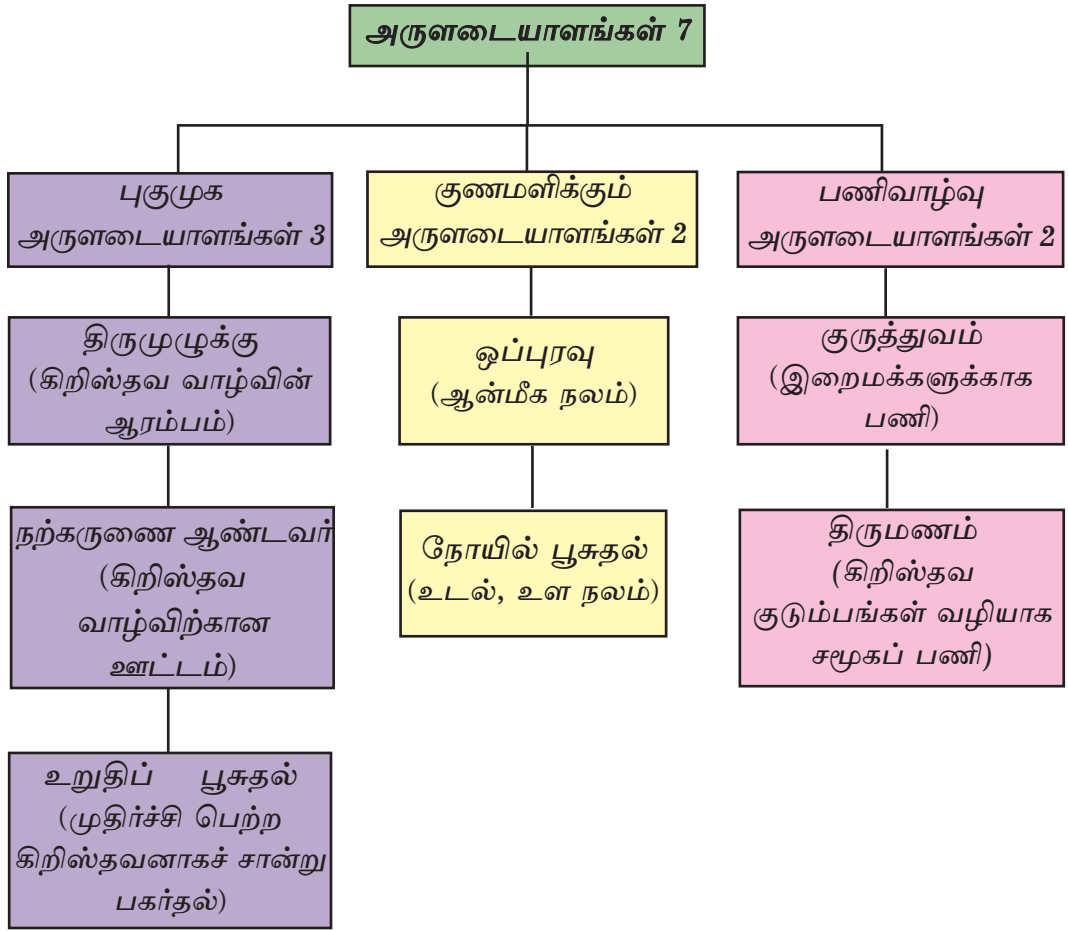 அருளடையாளங்கள் 7
புகுமுக
அருளடையாளங்கள் 3
திருமுழுக்கு
(கிறிஸ்தவ வாழ்வின்
ஆரம்பம்)
நற்கருணை ஆண்டவர்
(கிறிஸ்தவ
வாழ்விற்கான
ஊட்டம்)
உறுதிப் பூசுதல்
(முதிர்ச்சி பெற்ற
கிறிஸ்தவனாகச் சான்று
பகர்தல்)
குணமளிக்கும்
அருளடையாளங்கள் 2
ஒப்புரவு
(ஆன்மீக நலம்)
நோயில் பூசுதல்
(உடல், உள நலம்)
பணிவாழ்வு
அருளடையாளங்கள் 2
குருத்துவம்
(இறைமக்களுக்காக
பணி)
திருமணம்
(கிறிஸ்தவ
குடும்பங்கள் வழியாக
சமூகப் பணி)